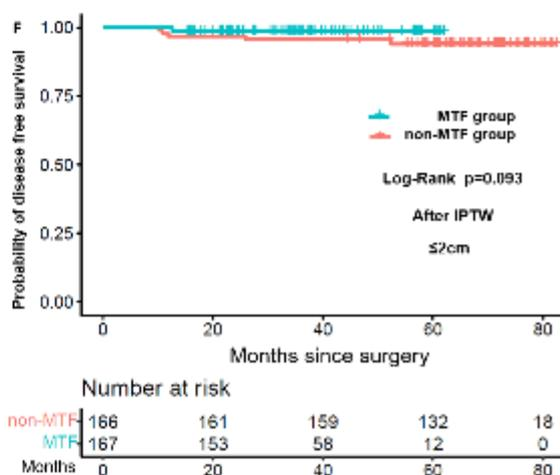 F
Probability of disease free survival
1.00
0.75
0.50
0.25
0.00
MTF group
non-MTF group
Log-Rank p=0.093
After IPTW
≤2cm
0 20 40 60 80
Months since surgery
Number at risk
non-MTF 166 161 159 132 18
MTF 167 153 58 12 0
Months 0 20 40 60 80